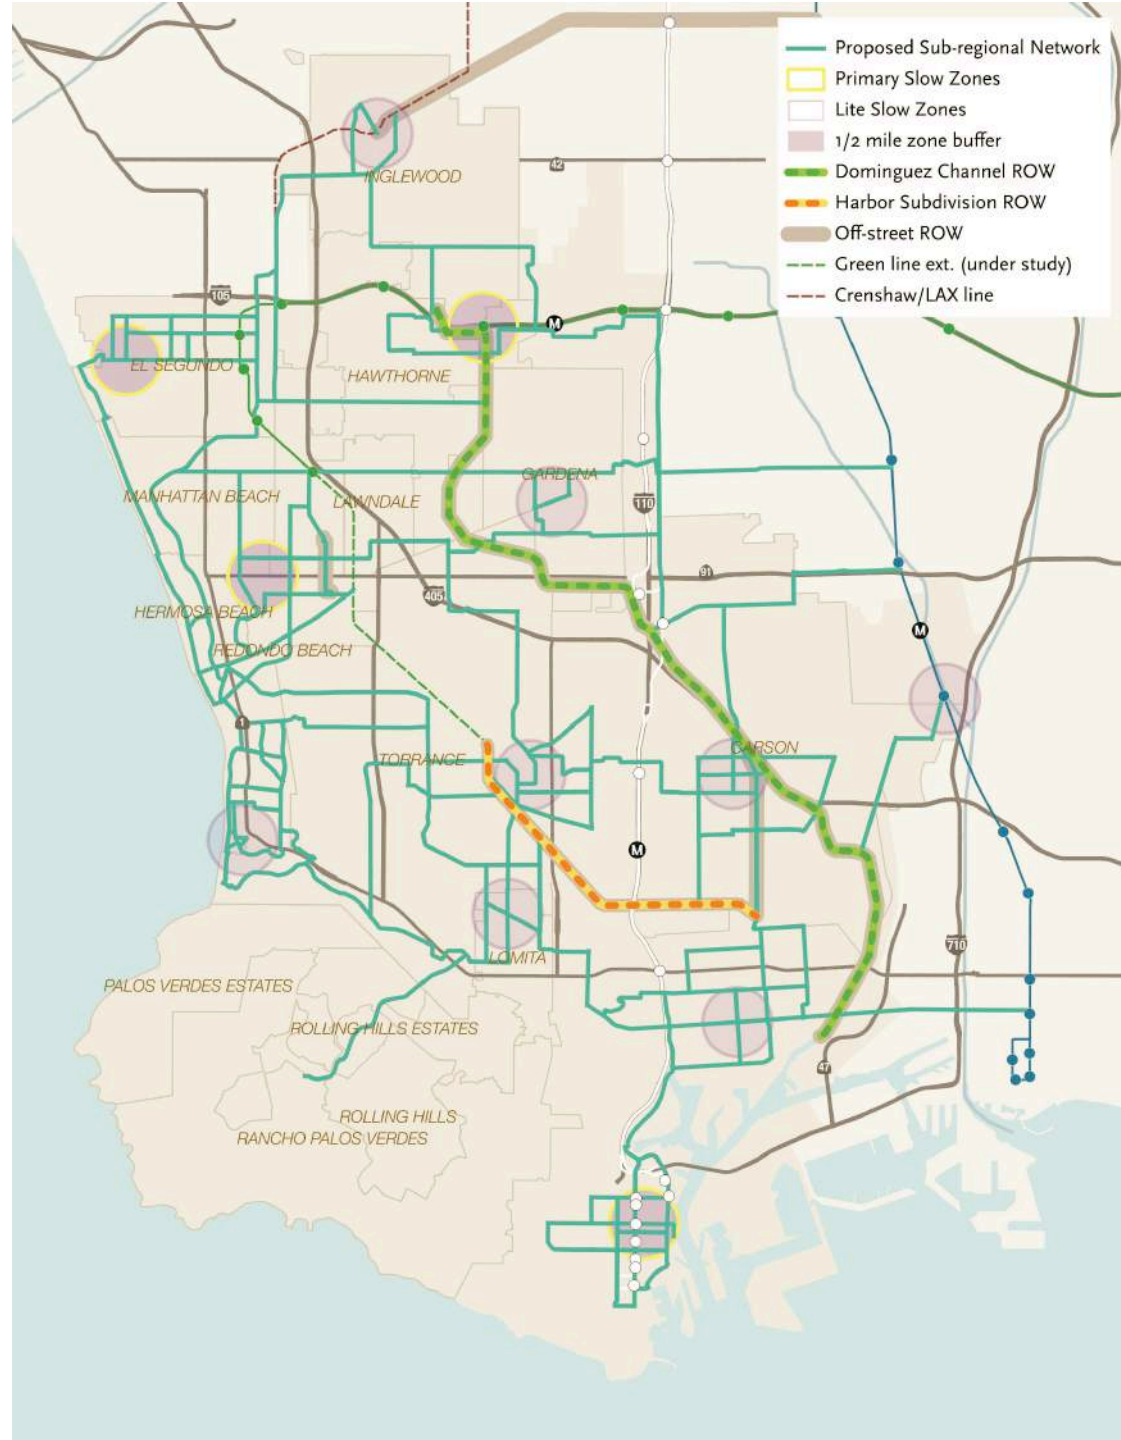 Proposed Sub-regional Network
Primary Slow Zones
Lite Slow Zones
1/2 mile zone buffer
Dominguez Channel ROW
Harbor Subdivision ROW
Off-street ROW
Green line ext. (under study)
Crenshaw/LAX line
42
INGLEWOOD
105
M
EL SEGUNDO
HAWTHORNE
GARDENA
MANHATTAN BEACH
LAWNDALE
110
91
405
HERMOSA BEACH
M
REDONDO BEACH
1
CARSON
TORRANCE
M
710
LOMITA
PALOS VERDES ESTATES
ROLLING HILLS ESTATES
47
ROLLING HILLS
RANCHO PALOS VERDES